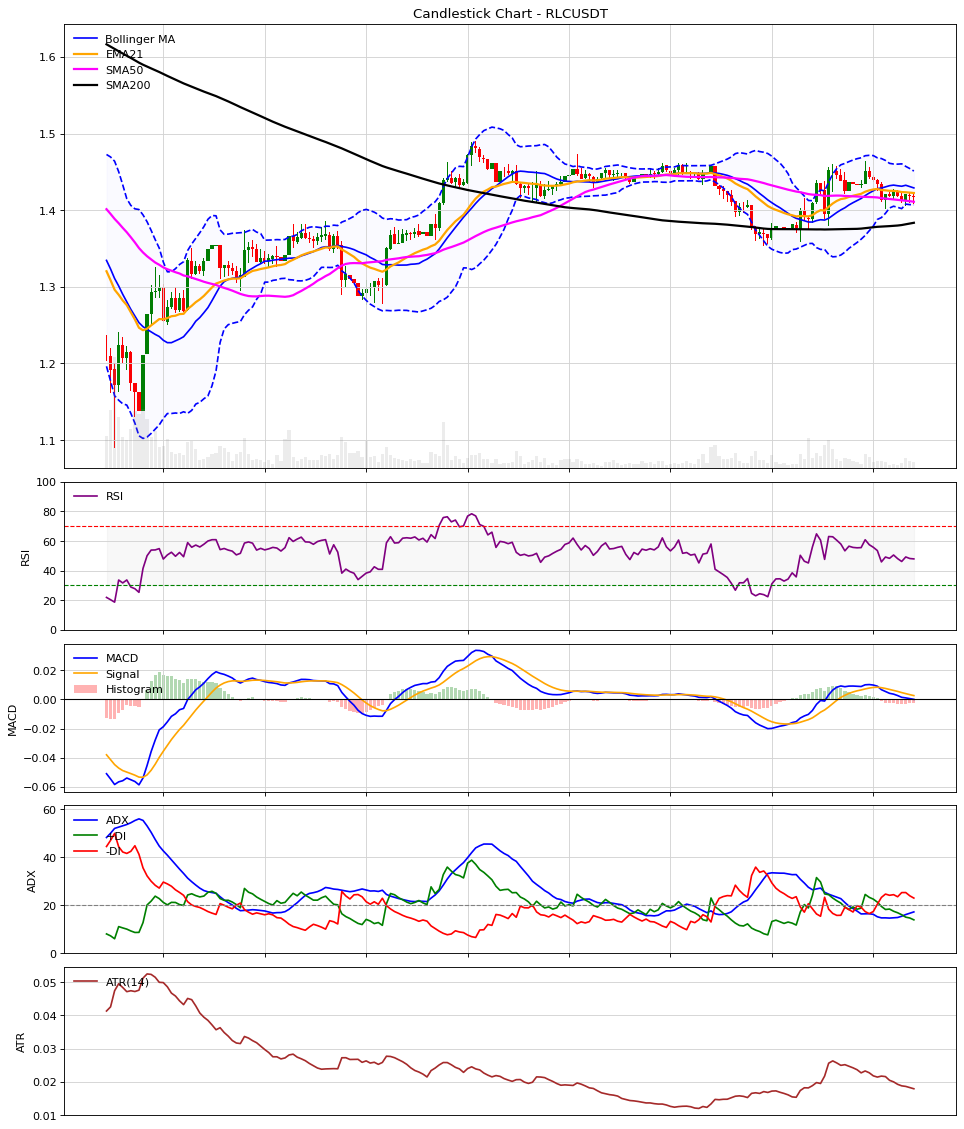 Candlestick Chart - RLCUSDT
Bollinger MA
EMA21
SMA50
SMA200
1.6
1.5
1.4
1.3
1.2
1.1
RSI
100
80
60
40
20
0
RSI
MACD
Signal
Histogram
0.02
0.00
−0.02
−0.04
−0.06
MACD
ADX
+DI
-DI
60
40
20
0
ADX
ATR(14)
0.05
0.04
0.03
0.02
0.01
ATR